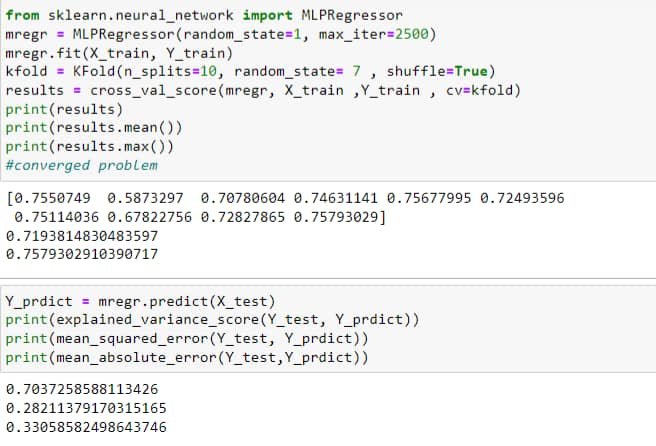 from sklearn.neural_network import MLPRegressor
mregr = MLPRegressor(random_state=1, max_iter=2500)
mregr.fit(X_train, Y_train)
kfold = KFold(n_splits=10, random_state= 7 , shuffle=True)
results = cross_val_score(mregr, X_train ,Y_train , cv=kfold)
print(results)
print(results.mean())
print(results.max())
#converged problem
[0.7550749  0.5873297  0.70780604 0.74631141 0.75677995 0.72493596
 0.75114036 0.67822756 0.72827865 0.75793029]
0.7193814830483597
0.7579302910390717
Y_prdict = mregr.predict(X_test)
print(explained_variance_score(Y_test, Y_prdict))
print(mean_squared_error(Y_test, Y_prdict))
print(mean_absolute_error(Y_test,Y_prdict))
0.7037258588113426
0.28211379170315165
0.33058582498643746